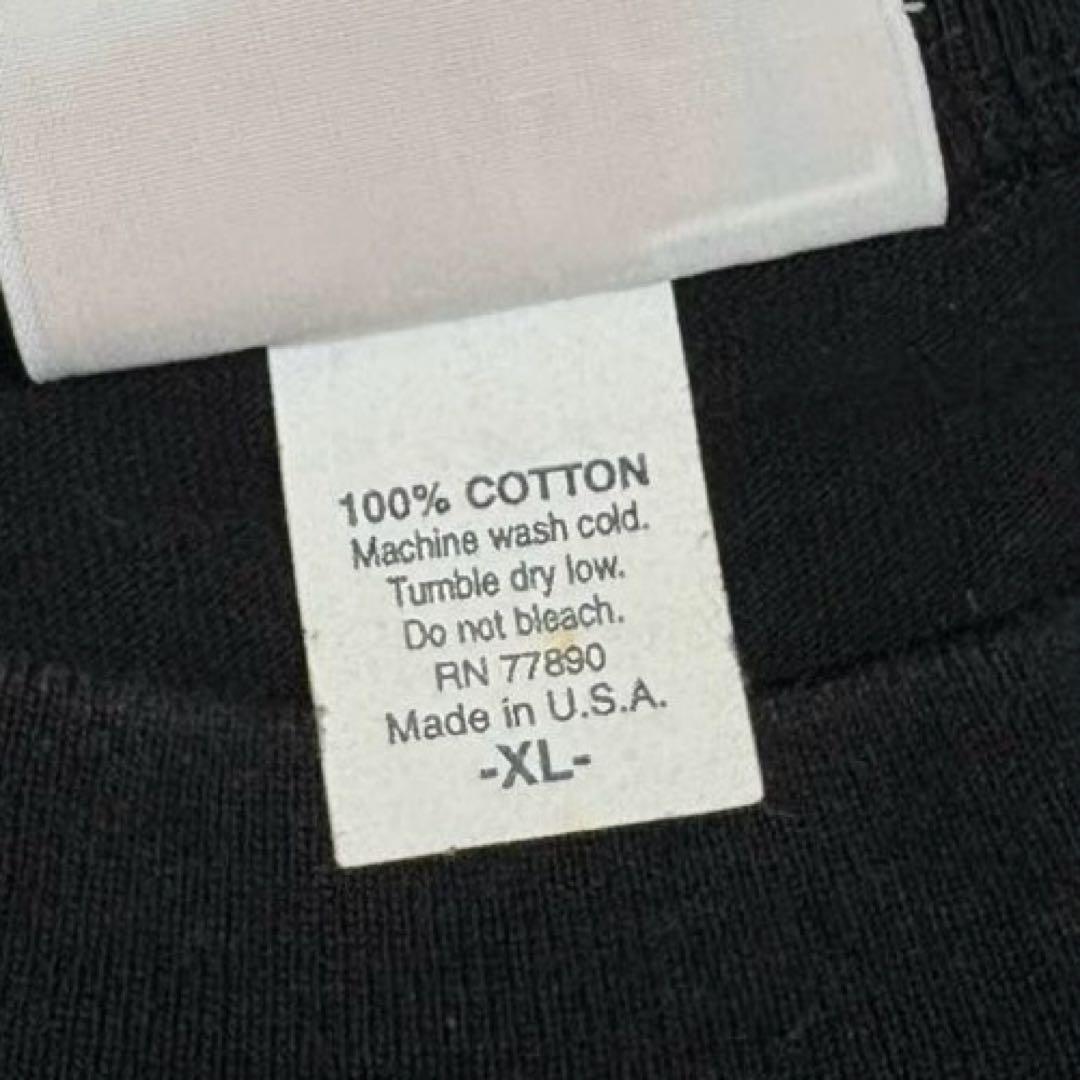 100% COTTON
Machine wash cold.
Tumble dry low.
Do not bleach.
RN 77890
Made in U.S.A.
-XL-